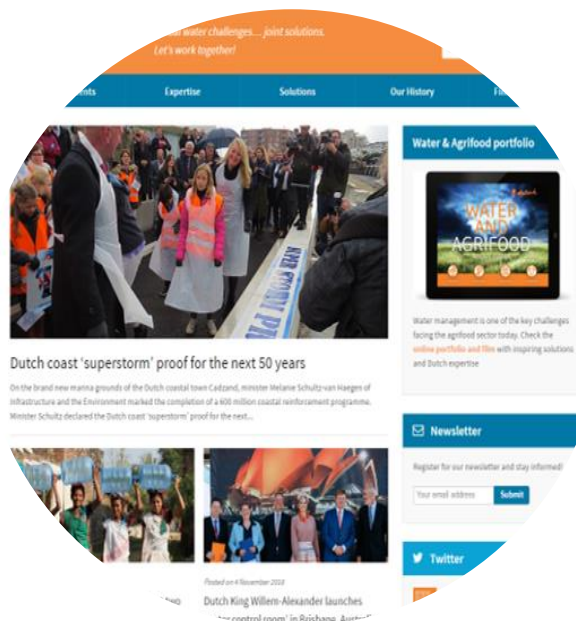 water challenges... joint solutions.
Let's work together!
Expertise
Solutions
Our History
Water & Agrifood portfolio
WATER
AND
AGRIFOOD
Water management is one of the key challenges
facing the agrifood sector today. Check the
online portfolio and film with inspiring solutions
and Dutch expertise
Dutch coast 'superstorm' proof for the next 50 years
On the brand new marina grounds of the Dutch coastal town Cadzand, minister Melanie Schultz-van Haegen of
Infrastructure and the Environment marked the completion of a 600 million coastal reinforcement programme.
Minister Schultz declared the Dutch coast 'superstorm' proof for the next...
Newsletter
Register for our newsletter and stay informed!
Your email address
Submit
Twitter
Posted on 4 November 2016
Dutch King Willem-Alexander launches
control room' in Brisbane,